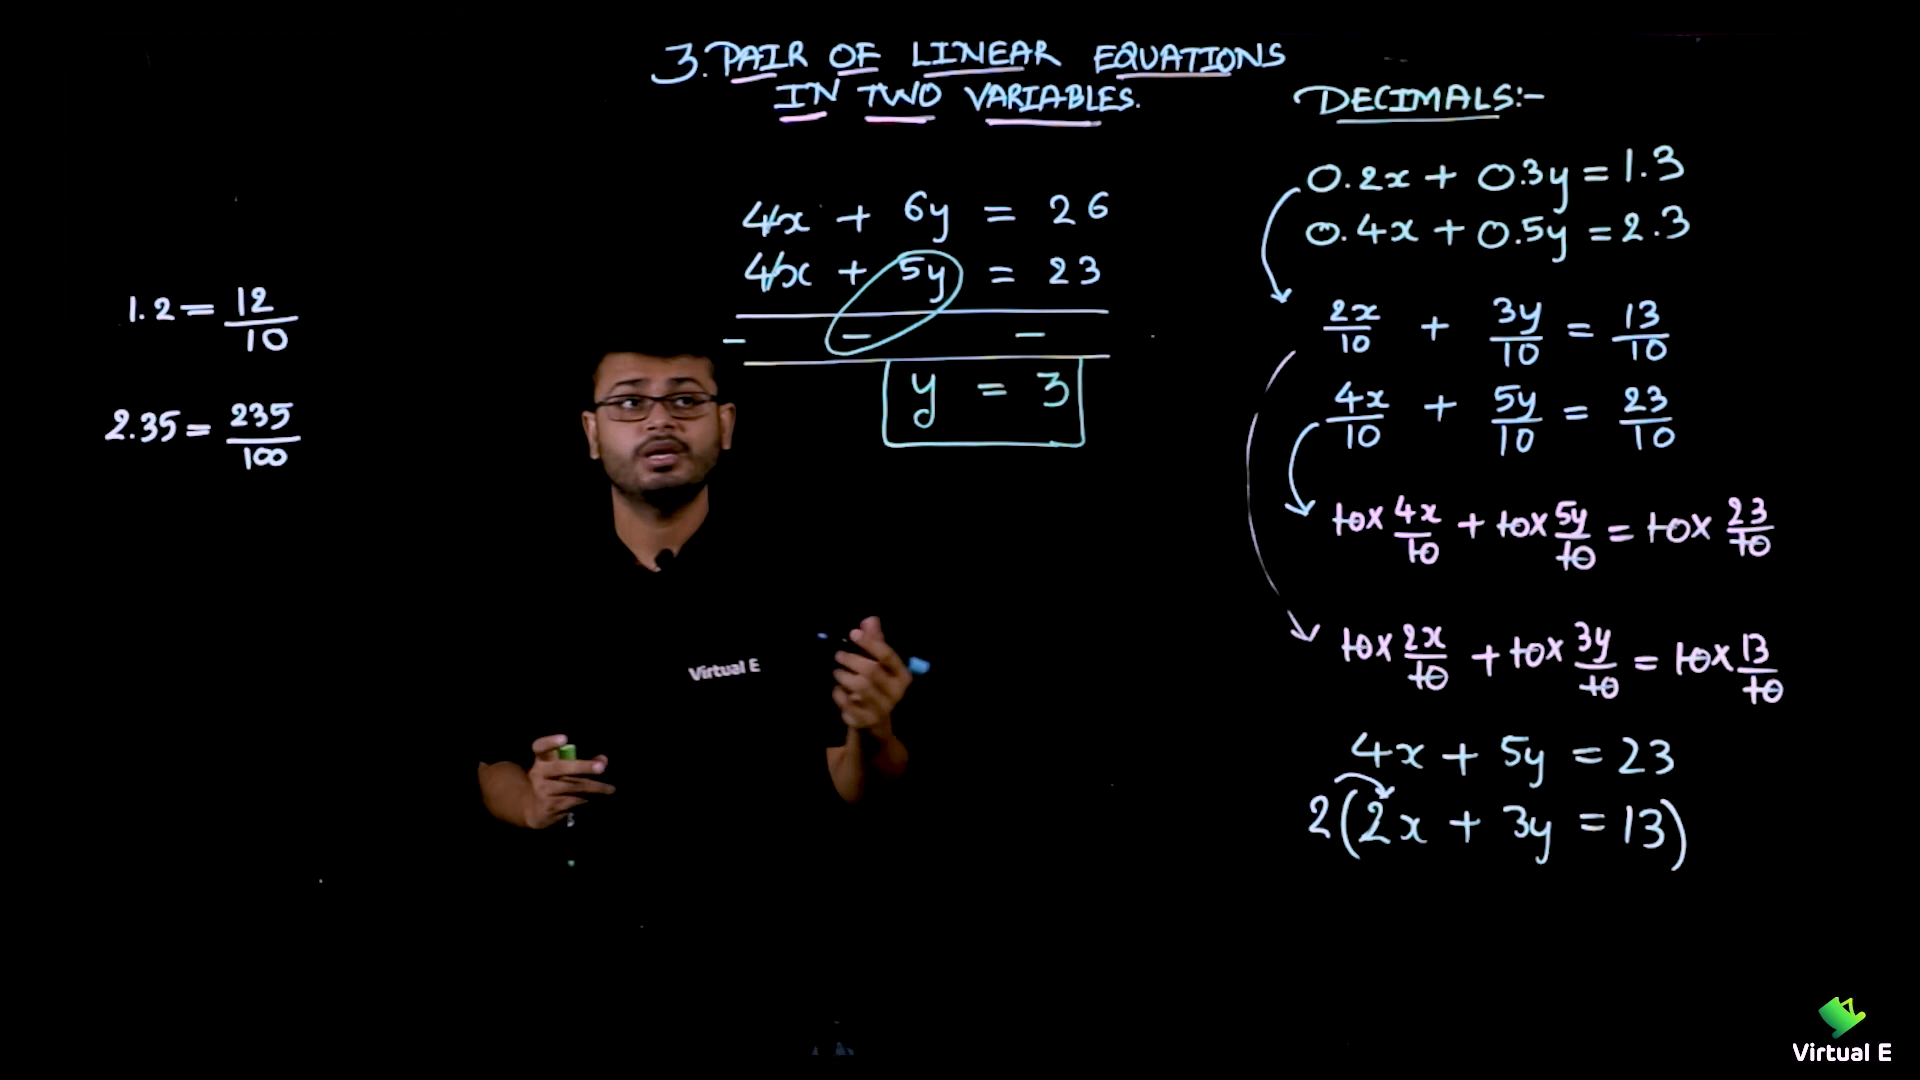 3. PAIR OF LINEAR EQUATIONS
IN TWO VARIABLES.
1.2 = 12/10
2.35 = 235/100
4x + 6y = 26
4x + 5y = 23
- - -
y = 3
DECIMALS:-
0.2x + 0.3y = 1.3
0.4x + 0.5y = 2.3
2x/10 + 3y/10 = 13/10
4x/10 + 5y/10 = 23/10
10 × 4x/10 + 10 × 5y/10 = 10 × 23/10
10 × 2x/10 + 10 × 3y/10 = 10 × 13/10
4x + 5y = 23
2(2x + 3y = 13)
Virtual E
Virtual E